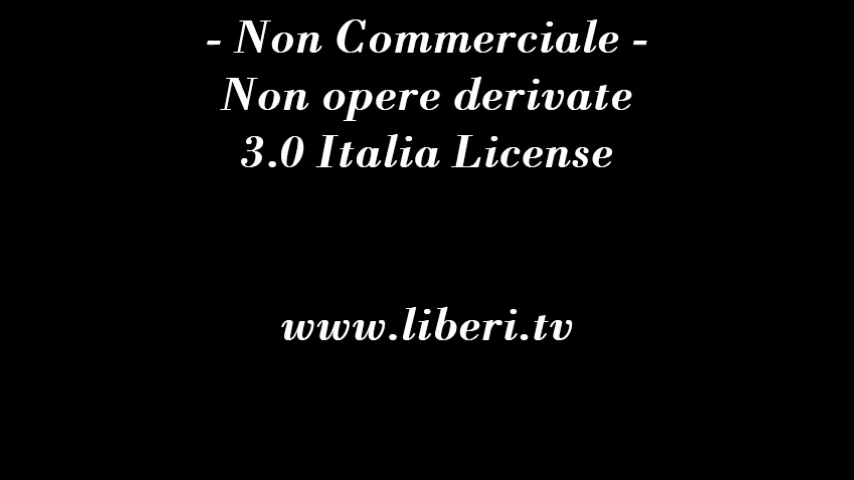 - Non Commerciale -
Non opere derivate
3.0 Italia License
www.liberi.tv